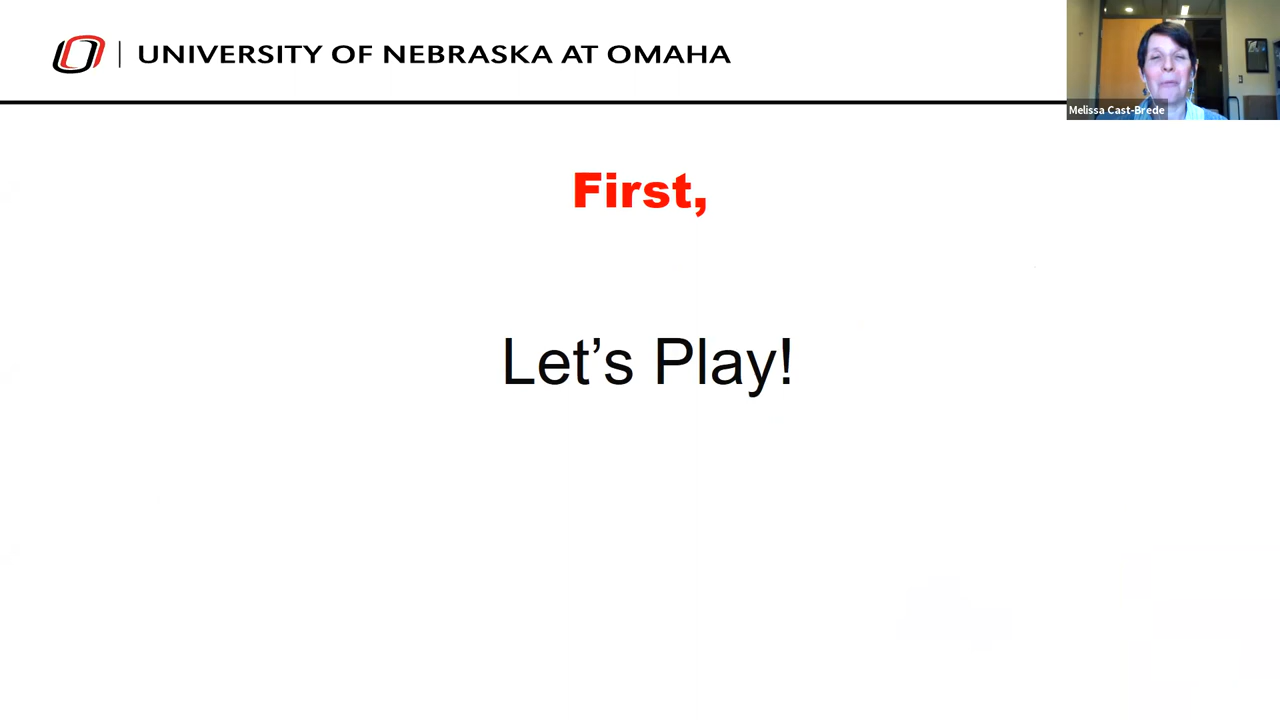 UNIVERSITY OF NEBRASKA AT OMAHA
Melissa Cast-Brede
First,
Let’s Play!